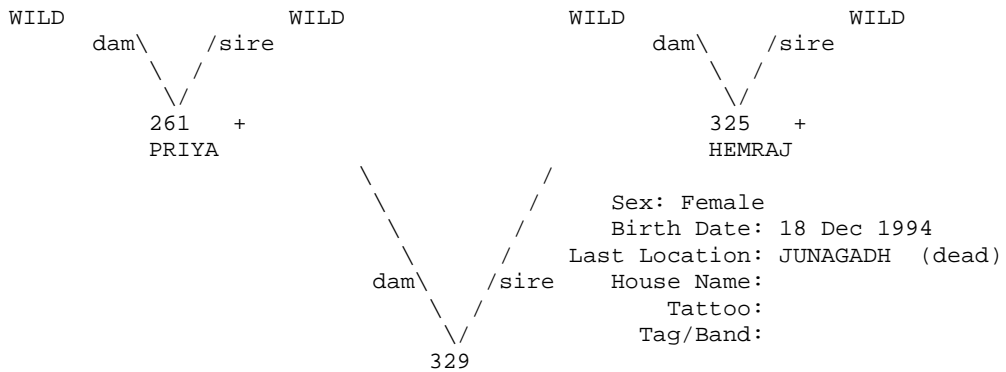 WILD WILD WILD WILD
dam\ /sire dam\ /sire
\ / \ /
\/ \/
261 + 325 +
PRIYA HEMRAJ
\ /
\ / Sex: Female
\ / Birth Date: 18 Dec 1994
\ / Last Location: JUNAGADH (dead)
dam\ /sire House Name:
\ / Tattoo:
\/ Tag/Band:
329